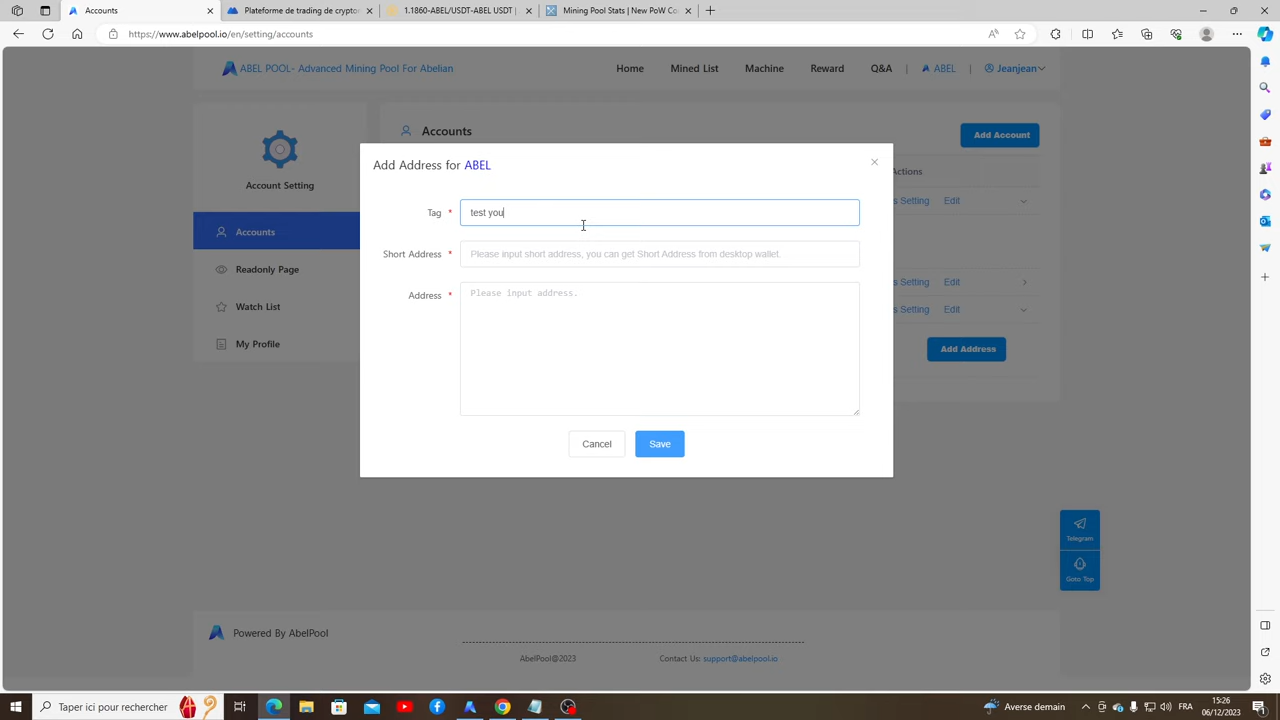 Accounts
Plateforme de trading de crypto
1.1860-ABEL/USDT-ABEL USDT |
Mining Pool Stats | New PoW Co
https://www.abelpool.io/en/setting/accounts
ABEL POOL- Advanced Mining Pool For Abelian
Home
Mined List
Machine
Reward
Q&A
ABEL
Jeanjean
Account Setting
Accounts
Readonly Page
Watch List
My Profile
Accounts
Add Account
Actions
s Setting Edit
s Setting Edit
s Setting Edit
Add Address
Add Address for ABEL
Tag *
test you
Short Address *
Please input short address, you can get Short Address from desktop wallet.
Address *
Please input address.
Cancel
Save
Telegram
Goto Top
Powered By AbelPool
AbelPool@2023
Contact Us: support@abelpool.io
Taper ici pour rechercher
Averse demain
FRA
15:26
06/12/2023